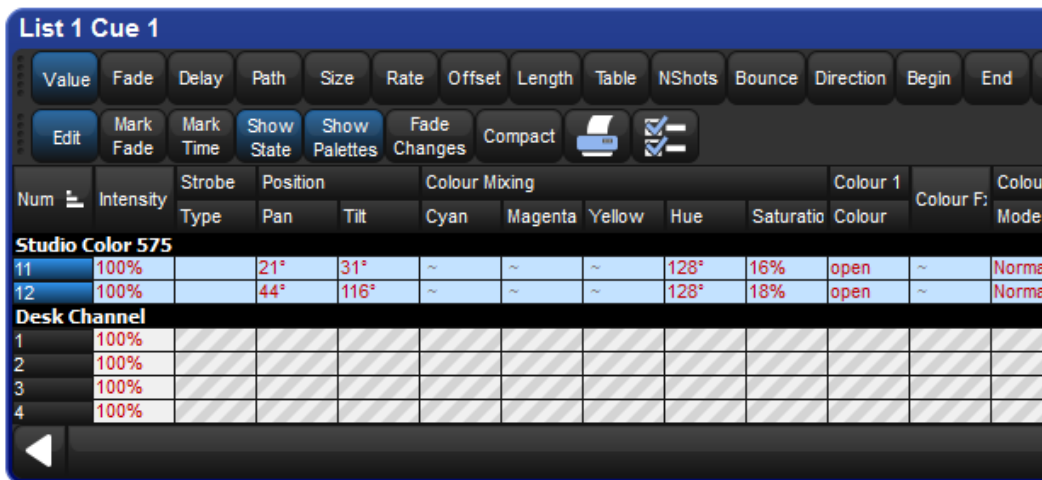 List 1 Cue 1
Value Fade Delay Path Size Rate Offset Length Table NShots Bounce Direction Begin End
Edit Mark Fade Mark Time Show State Show Palettes Fade Changes Compact
Num Intensity Strobe Position Colour Mixing Colour 1 Colour F Colou
Type Pan Tilt Cyan Magenta Yellow Hue Saturatio Colour Mode
Studio Color 575
11 100% 21° 31° ~ ~ ~ 128° 16% open ~ Norma
12 100% 44° 116° ~ ~ ~ 128° 18% open ~ Norma
Desk Channel
1 100%
2 100%
3 100%
4 100%